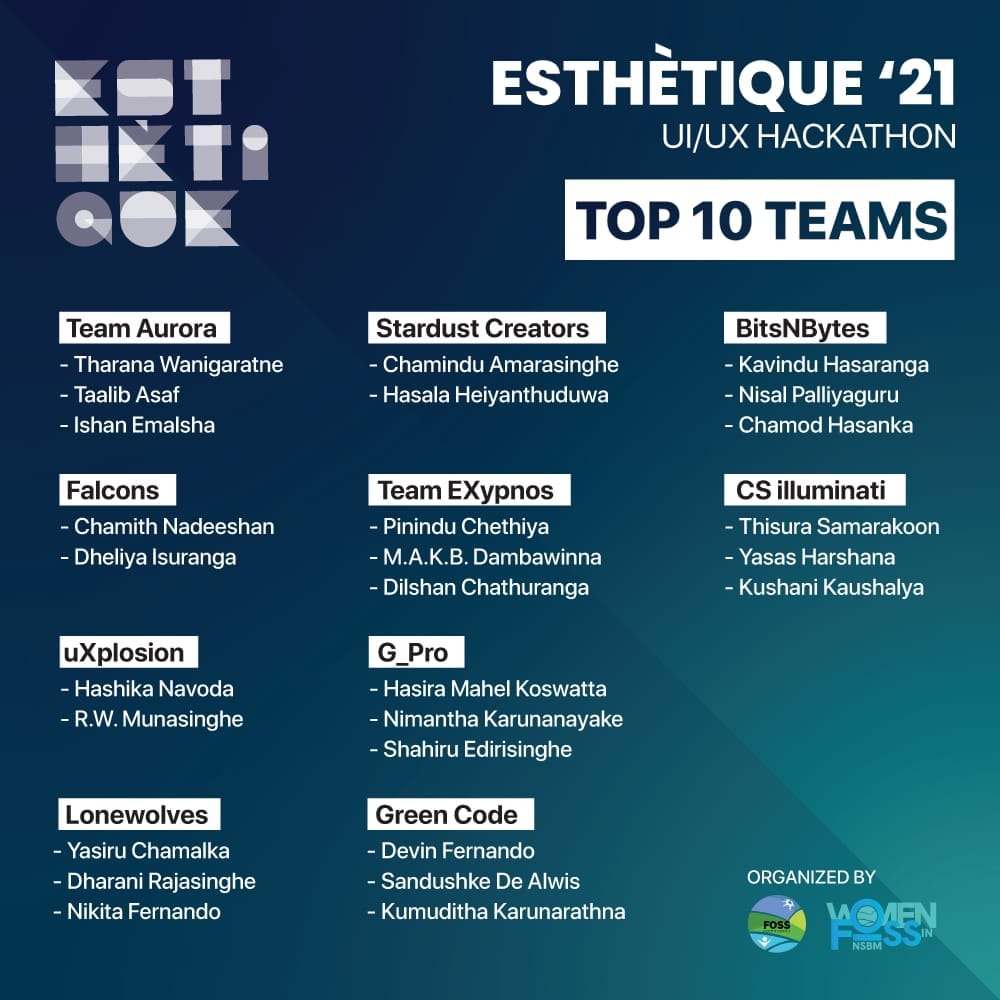 EST
HÈTI
QUE
ESTHÈTIQUE ‘21
UI/UX HACKATHON
TOP 10 TEAMS
Team Aurora
- Tharana Wanigaratne
- Taalib Asaf
- Ishan Emalsha
Stardust Creators
- Chamindu Amarasinghe
- Hasala Heiyanthuduwa
BitsNBytes
- Kavindu Hasaranga
- Nisal Palliyaguru
- Chamod Hasanka
Falcons
- Chamith Nadeeshan
- Dheliya Isuranga
Team EXypnos
- Pinindu Chethiya
- M.A.K.B. Dambawinna
- Dilshan Chathuranga
CS illuminati
- Thisura Samarakoon
- Yasas Harshana
- Kushani Kaushalya
uXplosion
- Hashika Navoda
- R.W. Munasinghe
G_Pro
- Hasira Mahel Koswatta
- Nimantha Karunanayake
- Shahiru Edirisinghe
Lonewolves
- Yasiru Chamalka
- Dharani Rajasinghe
- Nikita Fernando
Green Code
- Devin Fernando
- Sandushke De Alwis
- Kumuditha Karunarathna
ORGANIZED BY
FOSS
WOMEN
IN
FOSS
NSBM